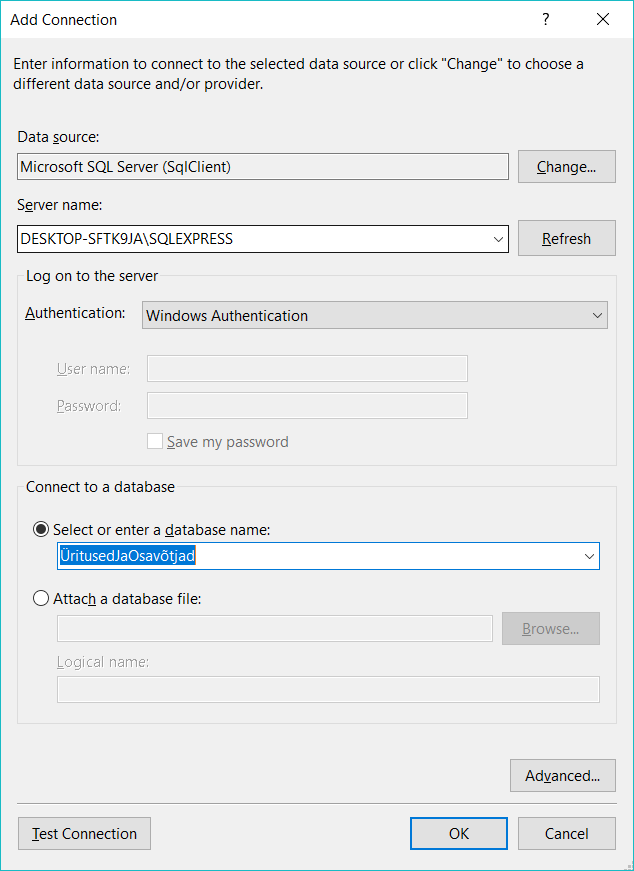 Add Connection
?
Enter information to connect to the selected data source or click "Change" to choose a
different data source and/or provider.
Data source:
Microsoft SQL Server (SqlClient)
Change...
Server name:
DESKTOP-SFTK9JA\SQLEXPRESS
Refresh
Log on to the server
Authentication:
Windows Authentication
User name:
Password:
Save my password
Connect to a database
Select or enter a database name:
ÜritusedJaOsavõtjad
Attach a database file:
Browse...
Logical name:
Advanced...
Test Connection
OK
Cancel